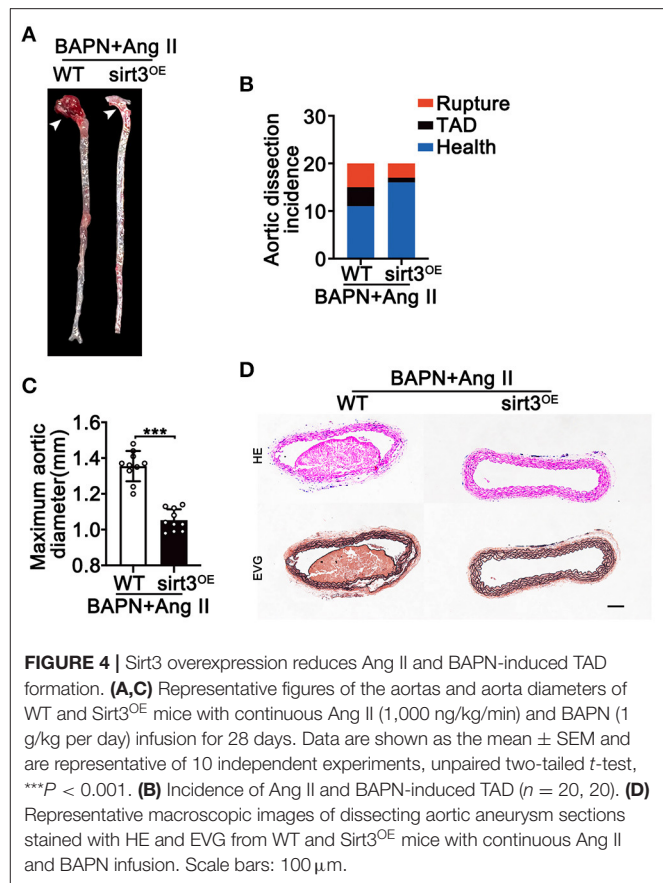 A
BAPN+Ang II
WT sirt3OE
B
Rupture
TAD
Health
30
20
10
0
Aortic dissection
incidence
WT sirt3OE
BAPN+Ang II
C
1.6
1.4
1.2
1.0
0.8
Maximum aortic
diameter(mm)
***
WT sirt3OE
BAPN+Ang II
D
BAPN+Ang II
WT sirt3OE
HE
EVG
FIGURE 4 | Sirt3 overexpression reduces Ang II and BAPN-induced TAD
formation. (A,C) Representative figures of the aortas and aorta diameters of
WT and Sirt3OE mice with continuous Ang II (1,000 ng/kg/min) and BAPN (1
g/kg per day) infusion for 28 days. Data are shown as the mean ± SEM and
are representative of 10 independent experiments, unpaired two-tailed t-test,
***P < 0.001. (B) Incidence of Ang II and BAPN-induced TAD (n = 20, 20). (D)
Representative macroscopic images of dissecting aortic aneurysm sections
stained with HE and EVG from WT and Sirt3OE mice with continuous Ang II
and BAPN infusion. Scale bars: 100 μm.